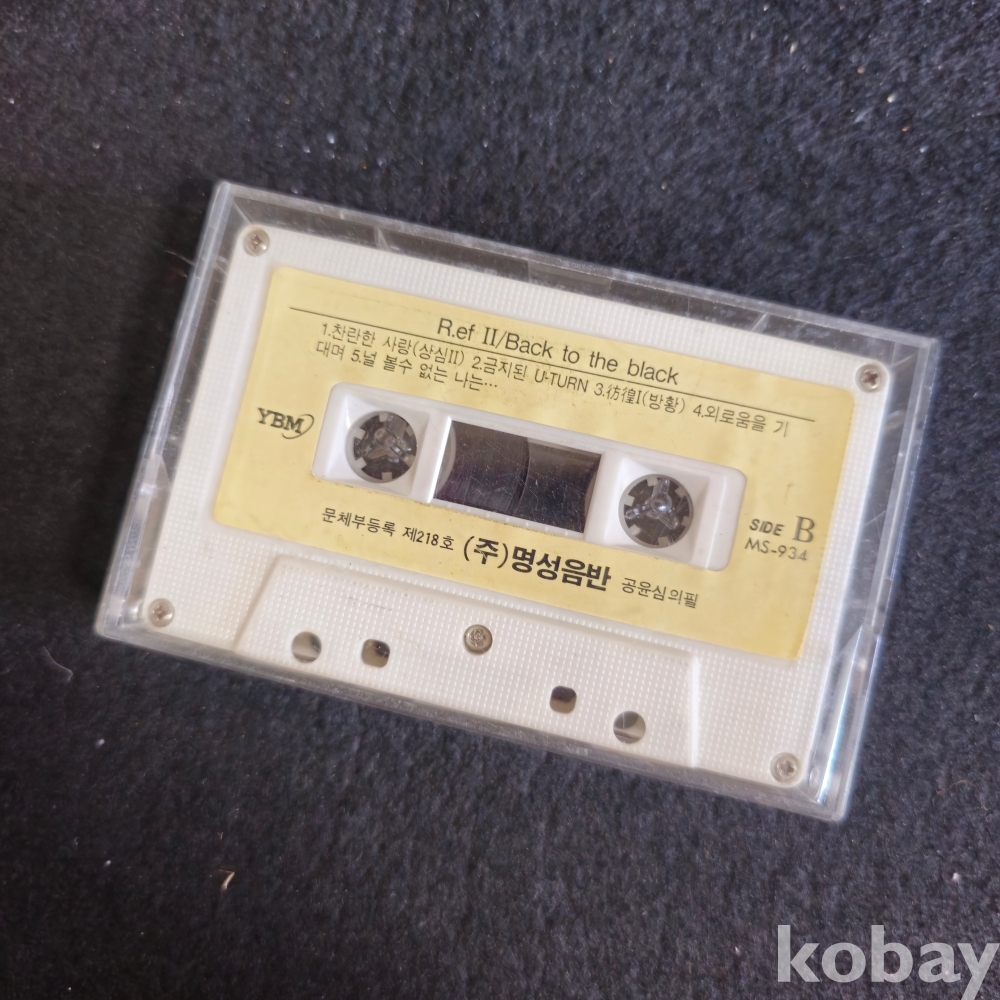 R.ef II/Back to the black
1.찬란한 사랑(상심II) 2.금지된 U-TURN 3.彷徨I(방황) 4.외로움을 기
대며 5.널 볼수 없는 나는...
YBM
SIDE B
MS-934
문체부등록 제218호 (주)명성음반 공윤심의필
kobay